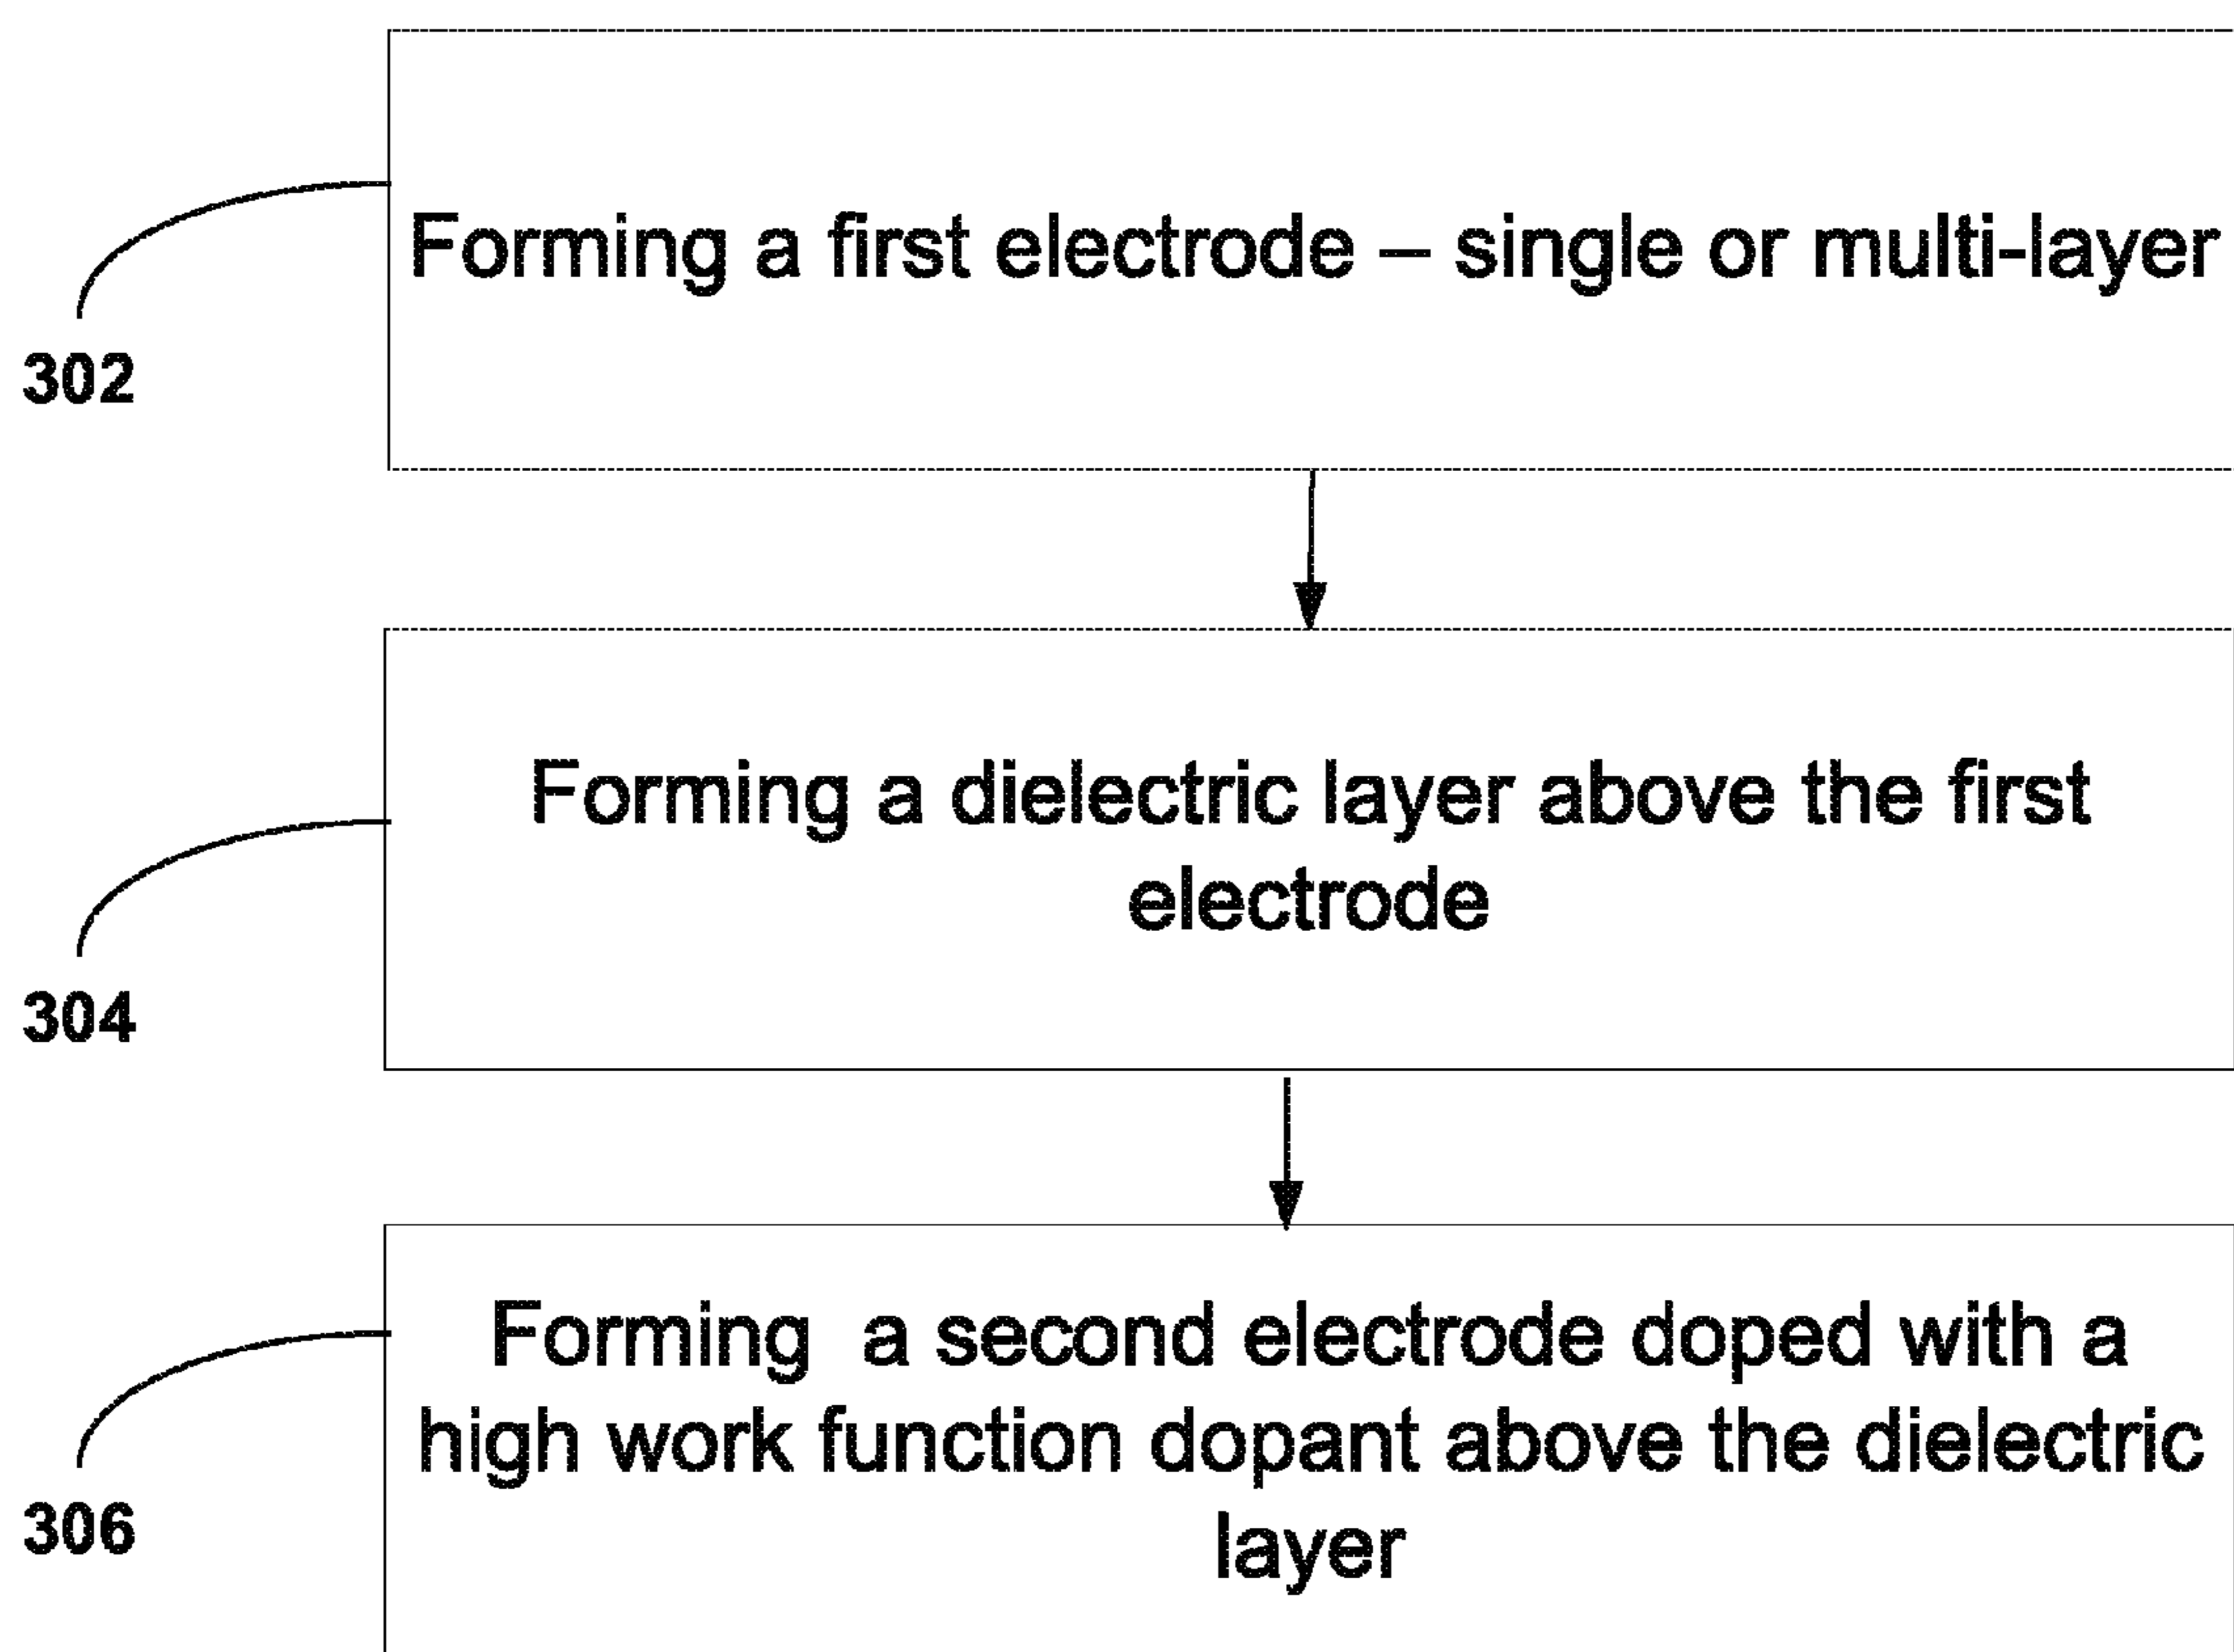 Forming a first electrode – single or multi-layer
302
Forming a dielectric layer above the first
electrode
304
Forming a second electrode doped with a
high work function dopant above the dielectric
layer
306